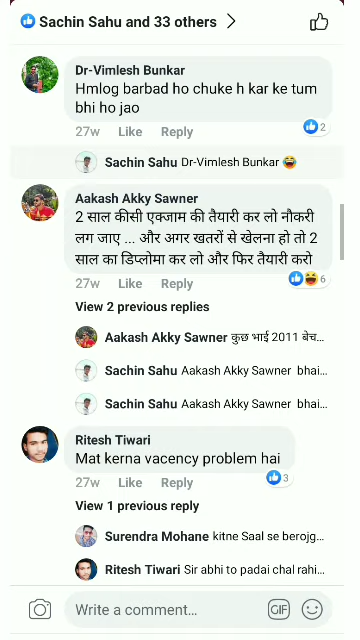 Sachin Sahu and 33 others
Dr-Vimlesh Bunkar
Hmlog barbad ho chuke h kar ke tum
bhi ho jao
27w Like Reply 2
Sachin Sahu Dr-Vimlesh Bunkar 😂
Aakash Akky Sawner
2 साल कीसी एक्जाम की तैयारी कर लो नौकरी
लग जाए ... और अगर खतरों से खेलना हो तो 2
साल का डिप्लोमा कर लो और फिर तैयारी करो
27w Like Reply 6
View 2 previous replies
Aakash Akky Sawner कुछ भाई 2011 बेच...
Sachin Sahu Aakash Akky Sawner bhai...
Sachin Sahu Aakash Akky Sawner bhai...
Ritesh Tiwari
Mat kerna vacency problem hai
27w Like Reply 3
View 1 previous reply
Surendra Mohane kitne Saal se berojg...
Ritesh Tiwari Sir abhi to padai chal rahi...
Write a comment...
GIF